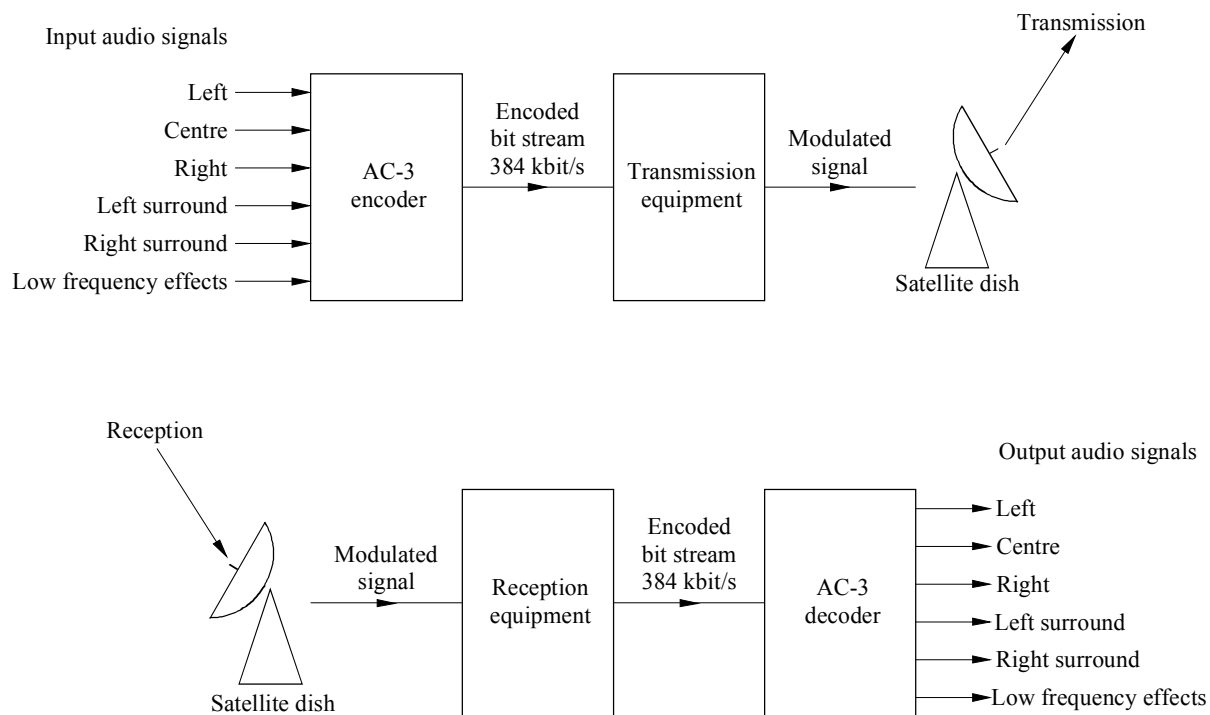 Input audio signals
Left
Centre
Right
Left surround
Right surround
Low frequency effects
AC-3
encoder
Encoded
bit stream
384 kbit/s
Transmission
equipment
Modulated
signal
Transmission
Satellite dish
Reception
Satellite dish
Modulated
signal
Reception
equipment
Encoded
bit stream
384 kbit/s
AC-3
decoder
Output audio signals
Left
Centre
Right
Left surround
Right surround
Low frequency effects